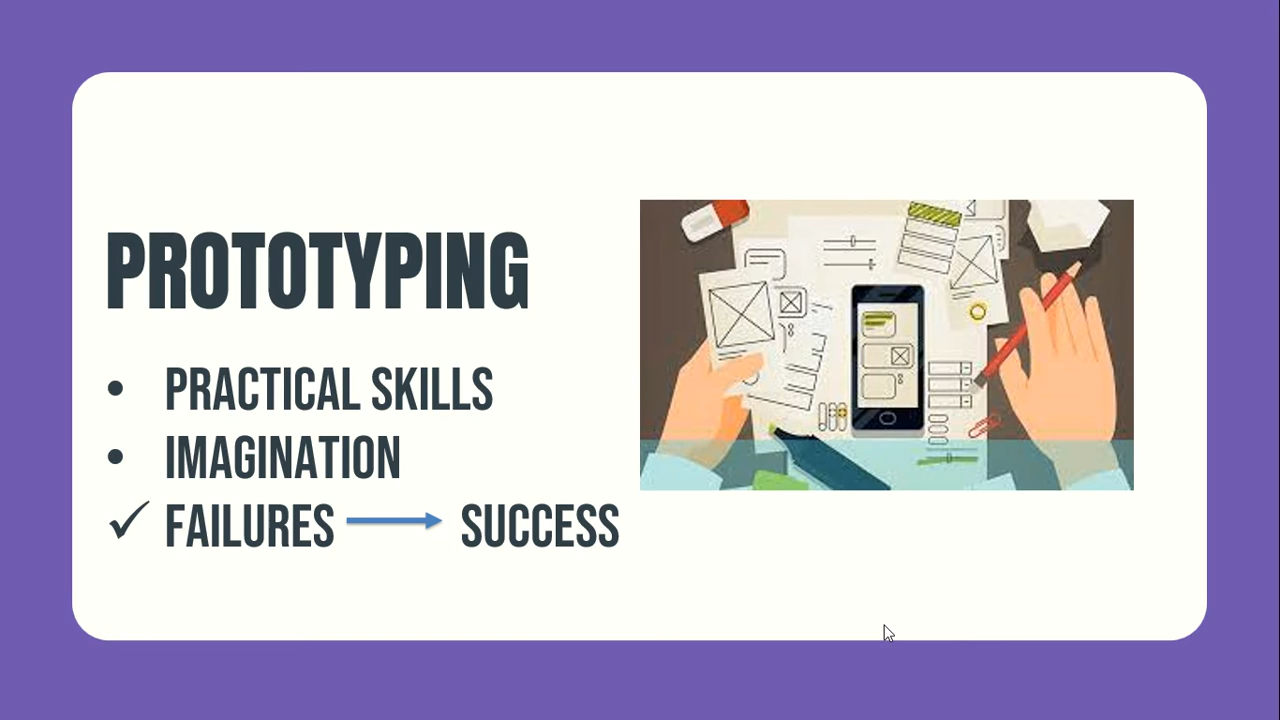 PROTOTYPING
• PRACTICAL SKILLS
• IMAGINATION
✓ FAILURES → SUCCESS